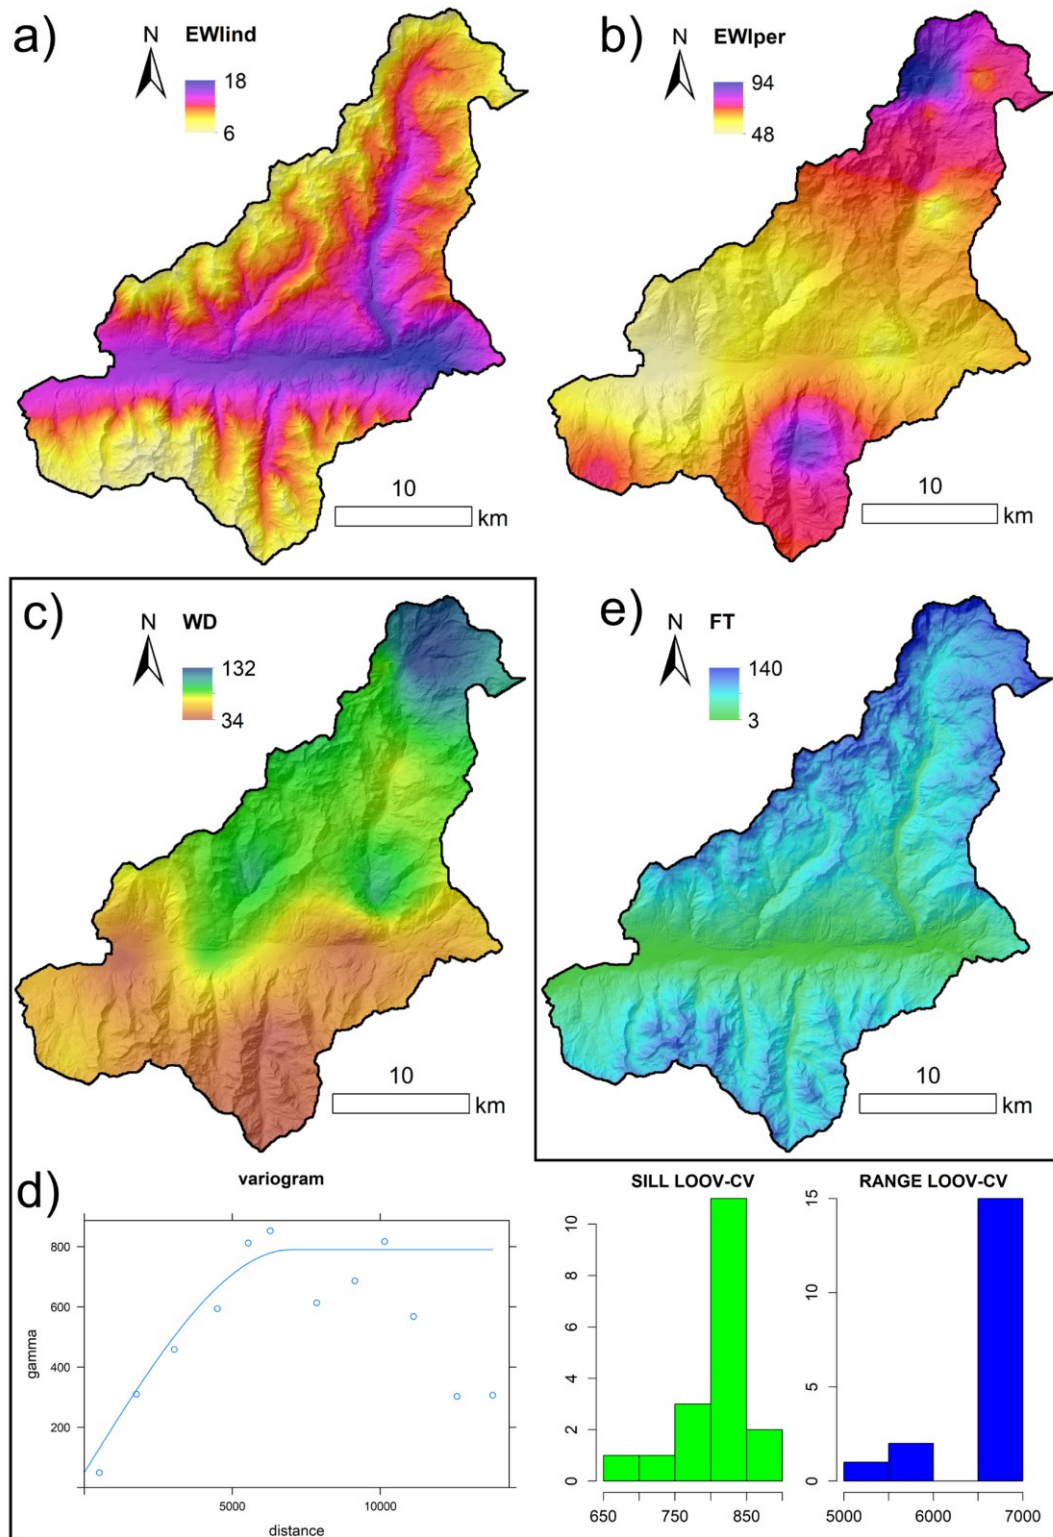 a)
N
EWIind
18
6
10
km
b)
N
EWIper
94
48
10
km
c)
N
WD
132
34
10
km
e)
N
FT
140
3
10
km
d)
variogram
800
600
400
200
gamma
5000 10000
distance
SILL LOOV-CV
10
8
6
4
2
0
650 750 850
RANGE LOOV-CV
15
10
5
0
5000 6000 7000